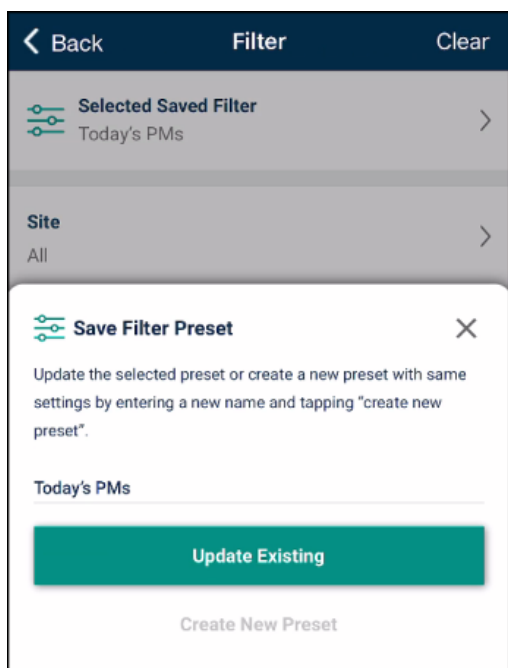 Back Filter Clear
Selected Saved Filter
Today's PMs
Site
All
Save Filter Preset
Update the selected preset or create a new preset with same
settings by entering a new name and tapping "create new
preset".
Today's PMs
Update Existing
Create New Preset